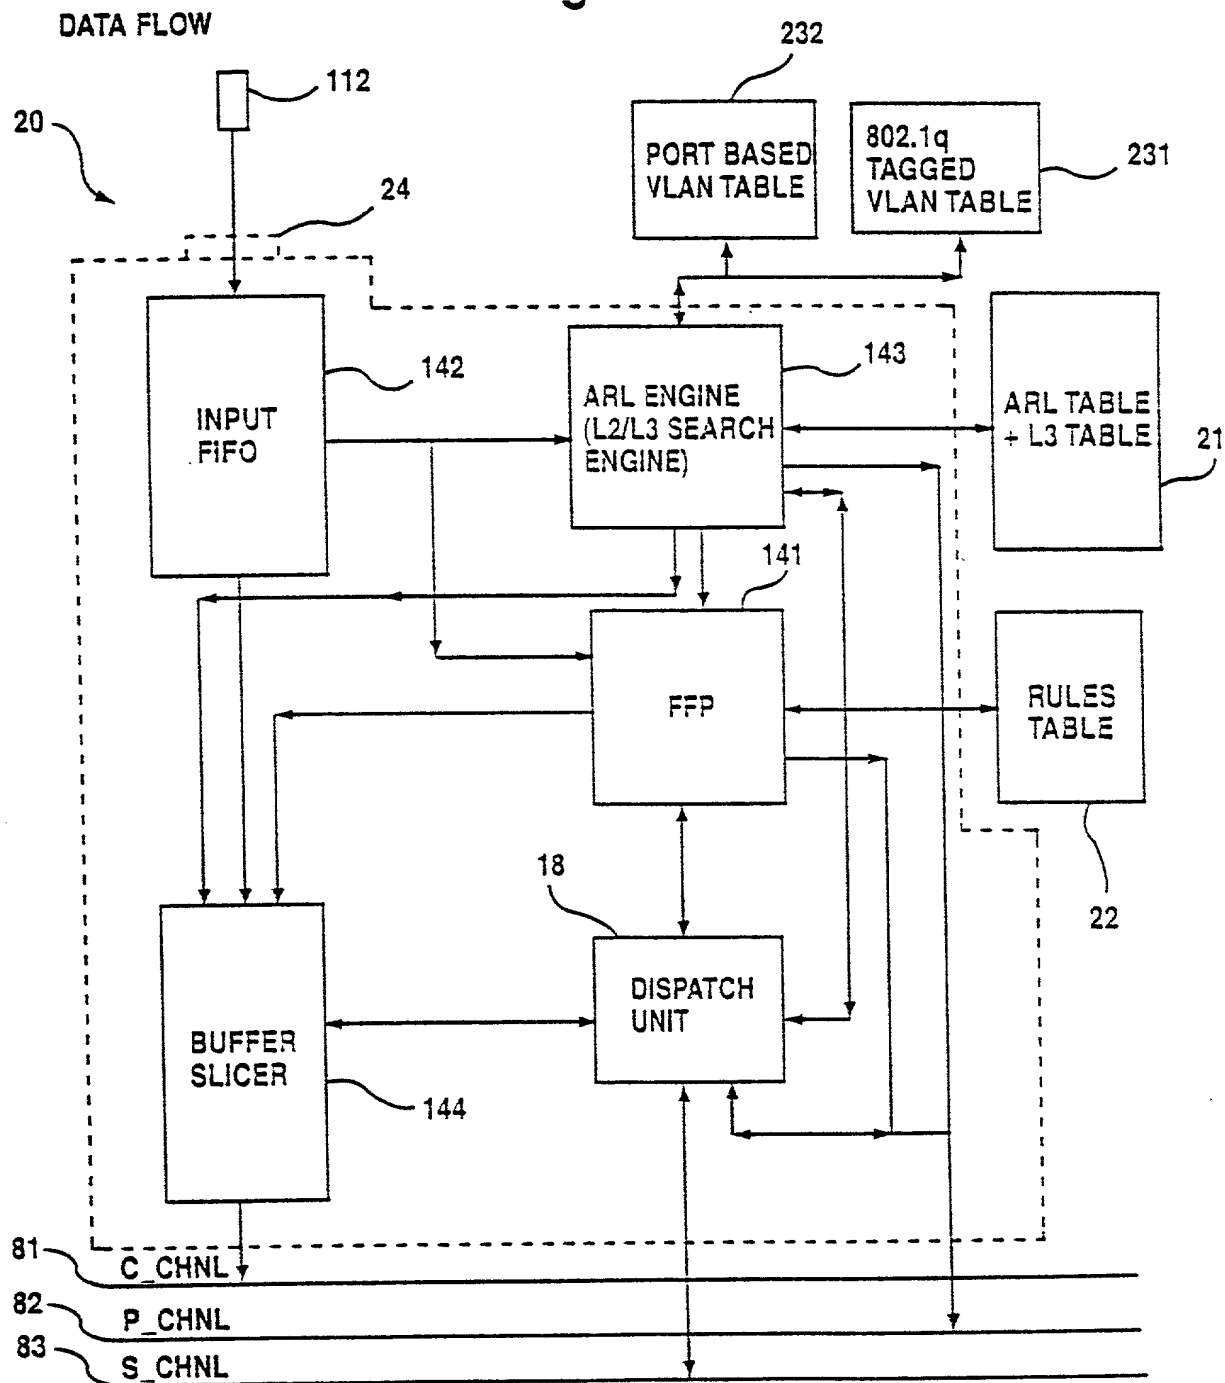 DATA FLOW
112
20
24
232
PORT BASED
VLAN TABLE
802.1q
TAGGED
VLAN TABLE
231
INPUT
FIFO
142
ARL ENGINE
(L2/L3 SEARCH
ENGINE)
143
ARL TABLE
+ L3 TABLE
21
141
FFP
RULES
TABLE
22
18
DISPATCH
UNIT
BUFFER
SLICER
144
81
C_CHNL
82
P_CHNL
83
S_CHNL